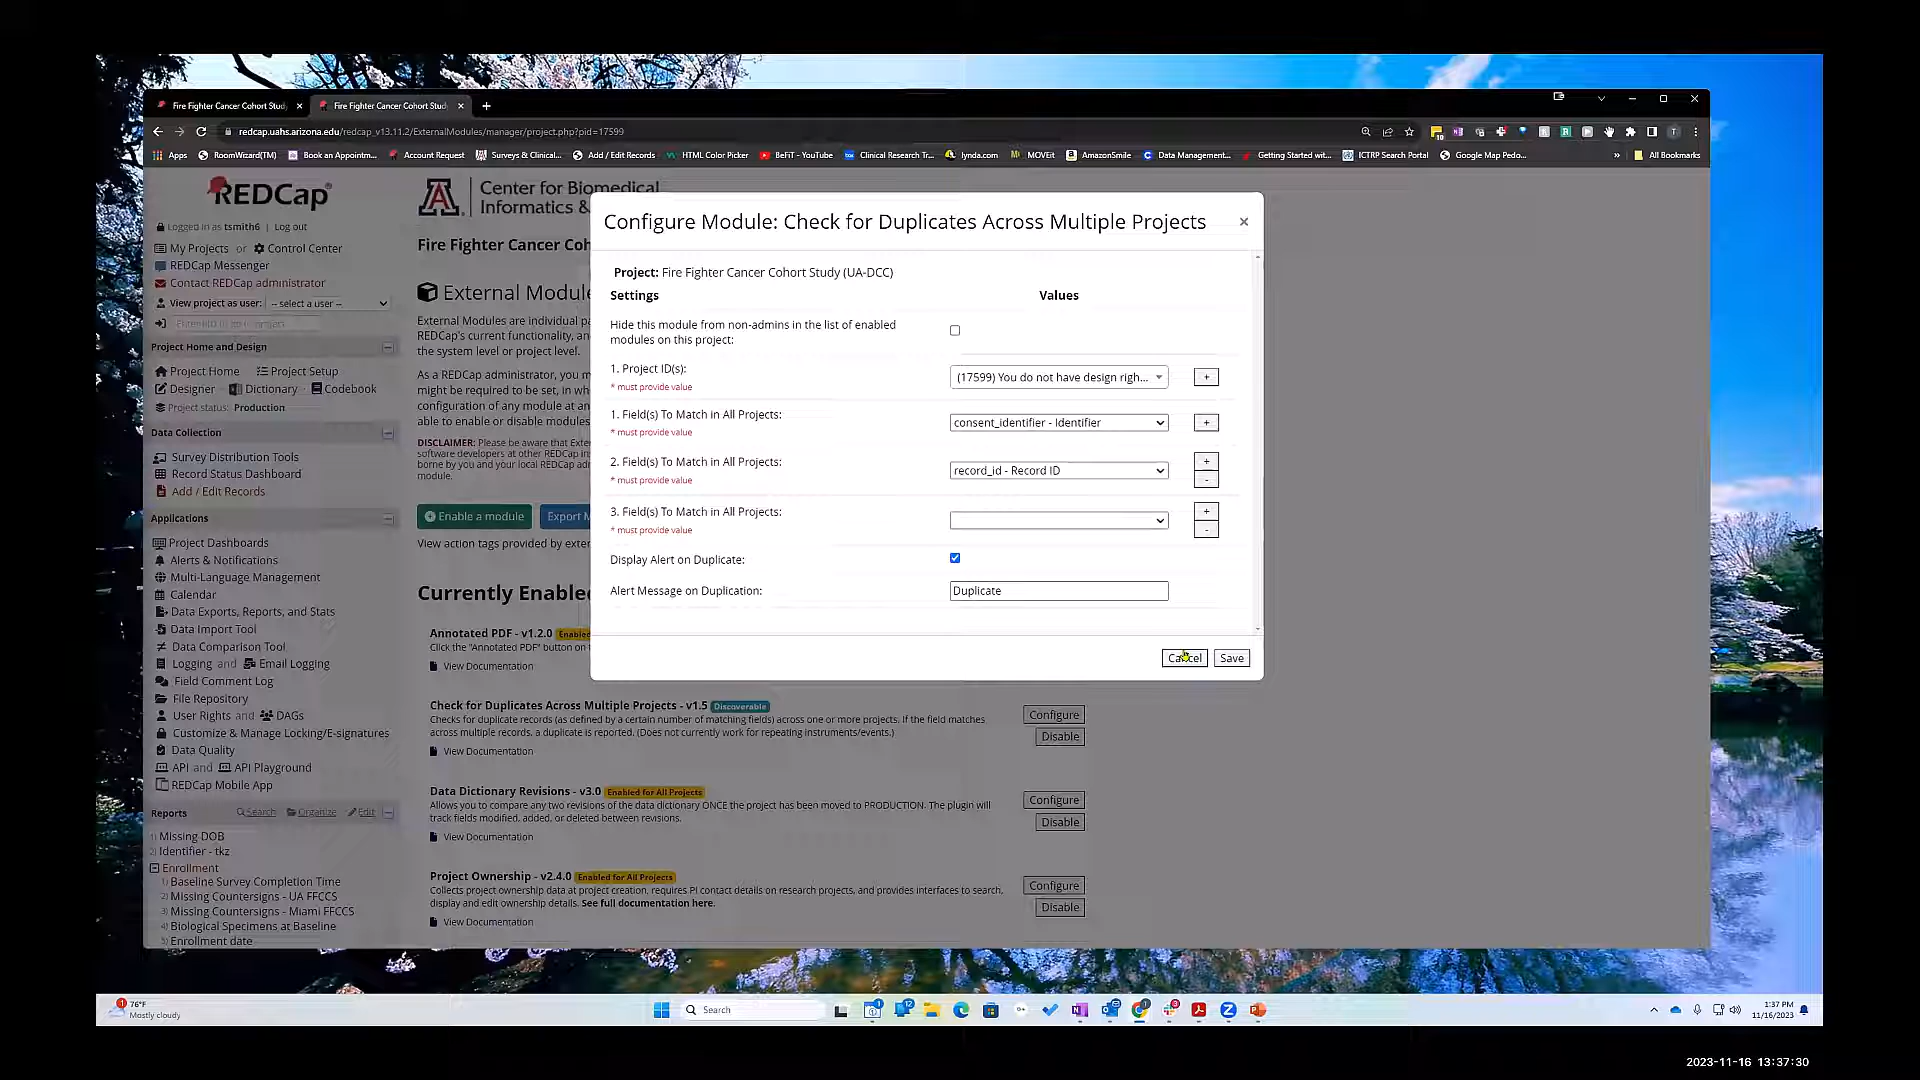 Fire Fighter Cancer Cohort Stud
Fire Fighter Cancer Cohort Stud
redcap.uahs.arizona.edu/redcap_v13.11.2/ExternalModules/manager/project.php?pid=17599
Apps
RoomWizard(TM)
Book an Appointm...
Account Request
Surveys & Clinical...
Add / Edit Records
HTML Color Picker
BeFiT - YouTube
Clinical Research Tr...
lynda.com
MOVEit
AmazonSmile
Data Management...
Getting Started wit...
ICTRP Search Portal
Google Map Pedo...
»
All Bookmarks
REDCap
Logged in as tsmith6 | Log out
My Projects or Control Center
REDCap Messenger
Contact REDCap administrator
View project as user: -- select a user --
Project Home and Design
Project Home Project Setup
Designer Dictionary Codebook
Project status: Production
Data Collection
Survey Distribution Tools
Record Status Dashboard
Add / Edit Records
Applications
Project Dashboards
Alerts & Notifications
Multi-Language Management
Calendar
Data Exports, Reports, and Stats
Data Import Tool
Data Comparison Tool
Logging and Email Logging
Field Comment Log
File Repository
User Rights and DAGs
Customize & Manage Locking/E-signatures
Data Quality
API and API Playground
REDCap Mobile App
Reports Search Organize Edit
1) Missing DOB
2) Identifier - tkz
Enrollment
1) Baseline Survey Completion Time
2) Missing Countersigns - UA FFCCS
3) Missing Countersigns - Miami FFCCS
4) Biological Specimens at Baseline
5) Enrollment date
A
Center for Biomedical
Informatics &
Fire Fighter Cancer Coh
External Module
External Modules are individual pa
REDCap's current functionality, and
the system level or project level.
As a REDCap administrator, you m
might be required to be set, in wh
configuration of any module at an
able to enable or disable modules
DISCLAIMER: Please be aware that Exter
software developers at other REDCap in
borne by you and your local REDCap adm
module.
Enable a module
Export M
View action tags provided by exter
Currently Enable
Annotated PDF - v1.2.0 Enable
Click the "Annotated PDF" button on t
View Documentation
Check for Duplicates Across Multiple Projects - v1.5 Discoverable
Checks for duplicate records (as defined by a certain number of matching fields) across one or more projects. If the field matches
across multiple records, a duplicate is reported. (Does not currently work for repeating instruments/events.)
View Documentation
Configure
Disable
Data Dictionary Revisions - v3.0 Enabled for All Projects
Allows you to compare any two revisions of the data dictionary ONCE the project has been moved to PRODUCTION. The plugin will
track fields modified, added, or deleted between revisions.
View Documentation
Configure
Disable
Project Ownership - v2.4.0 Enabled for All Projects
Collects project ownership data at project creation, requires PI contact details on research projects, and provides interfaces to search,
display and edit ownership details. See full documentation here.
View Documentation
Configure
Disable
Configure Module: Check for Duplicates Across Multiple Projects
×
Project: Fire Fighter Cancer Cohort Study (UA-DCC)
Settings Values
Hide this module from non-admins in the list of enabled
modules on this project:
1. Project ID(s):
* must provide value
(17599) You do not have design righ...
+
1. Field(s) To Match in All Projects:
* must provide value
consent_identifier - Identifier
+
2. Field(s) To Match in All Projects:
* must provide value
record_id - Record ID
+
-
3. Field(s) To Match in All Projects:
* must provide value
+
-
Display Alert on Duplicate:
Alert Message on Duplication:
Duplicate
Cancel
Save
76°F
Mostly cloudy
Search
1:37 PM
11/16/2023
2023-11-16 13:37:30